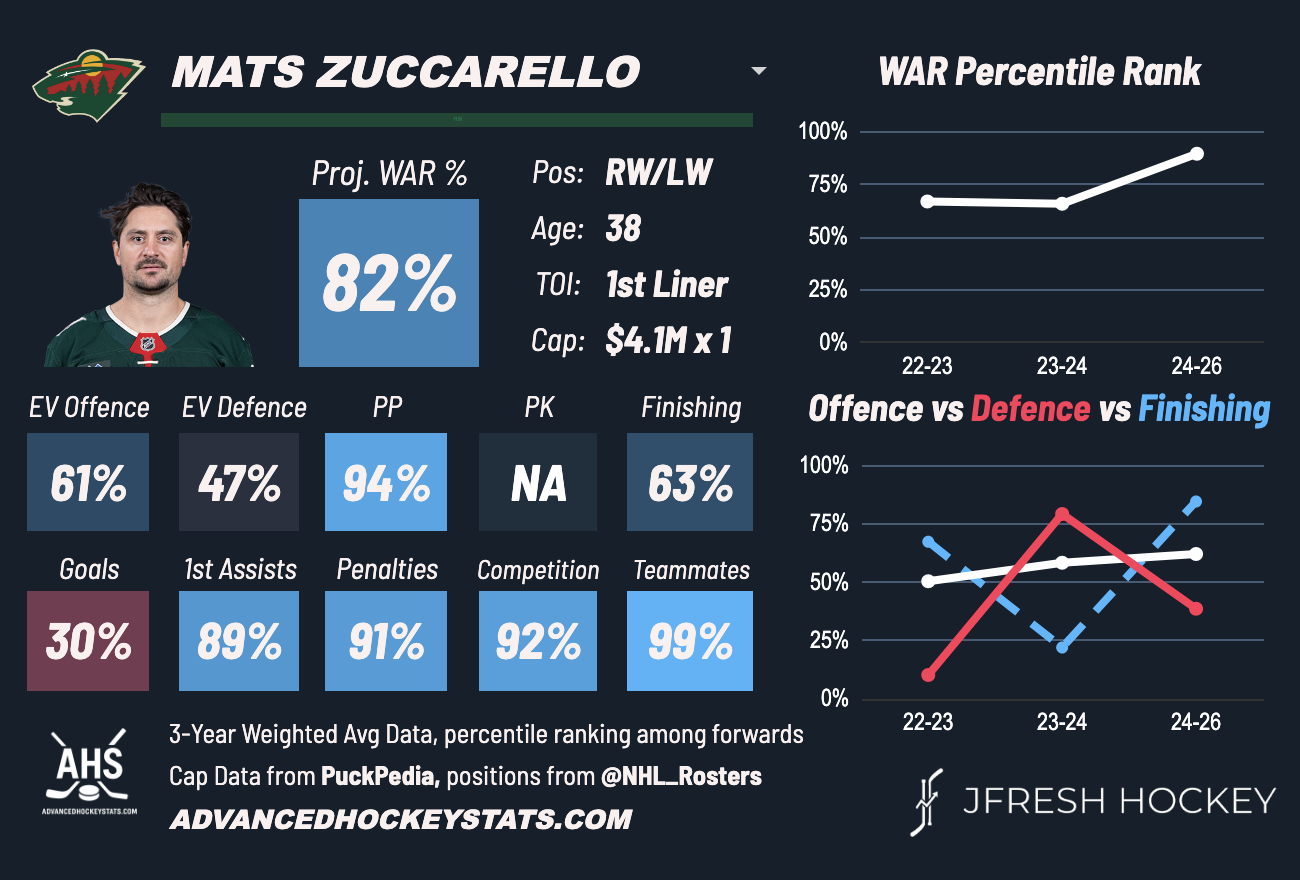 MATS ZUCCARELLO
Proj. WAR %
82%
Pos: RW/LW
Age: 38
TOI: 1st Liner
Cap: $4.1M x 1
EV Offence EV Defence PP PK Finishing
61% 47% 94% NA 63%
Goals 1st Assists Penalties Competition Teammates
30% 89% 91% 92% 99%
3-Year Weighted Avg Data, percentile ranking among forwards
Cap Data from PuckPedia, positions from @NHL_Rosters
ADVANCEDHOCKEYSTATS.COM
AHS
ADVANCEDHOCKEYSTATS.COM
WAR Percentile Rank
100%
75%
50%
25%
0%
22-23 23-24 24-26
Offence vs Defence vs Finishing
100%
75%
50%
25%
0%
22-23 23-24 24-26
JFRESH HOCKEY